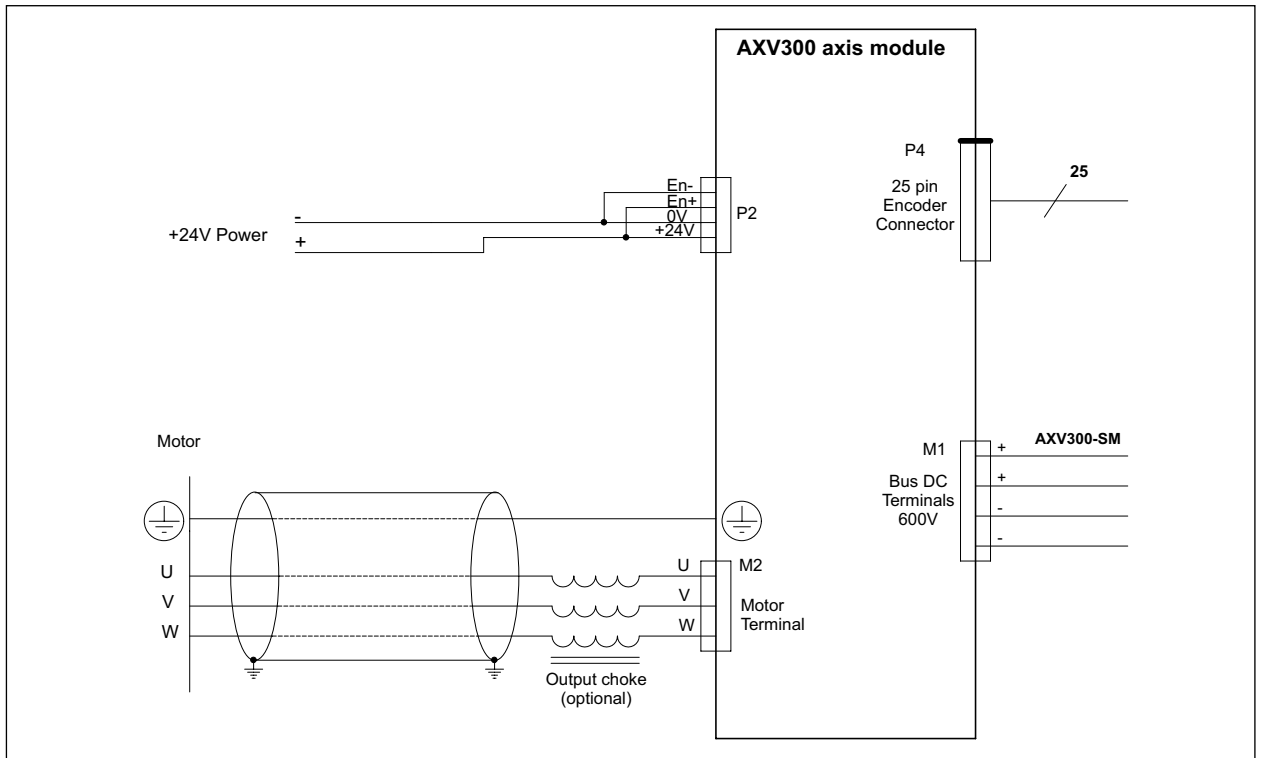 AXV300 axis module
P4
25 pin
Encoder
Connector
25
En-
En+
0V
+24V
P2
+24V Power
-
+
Motor
M1
Bus DC
Terminals
600V
AXV300-SM
+
+
-
-
U
V
W
U
V
W
M2
Motor
Terminal
Output choke
(optional)